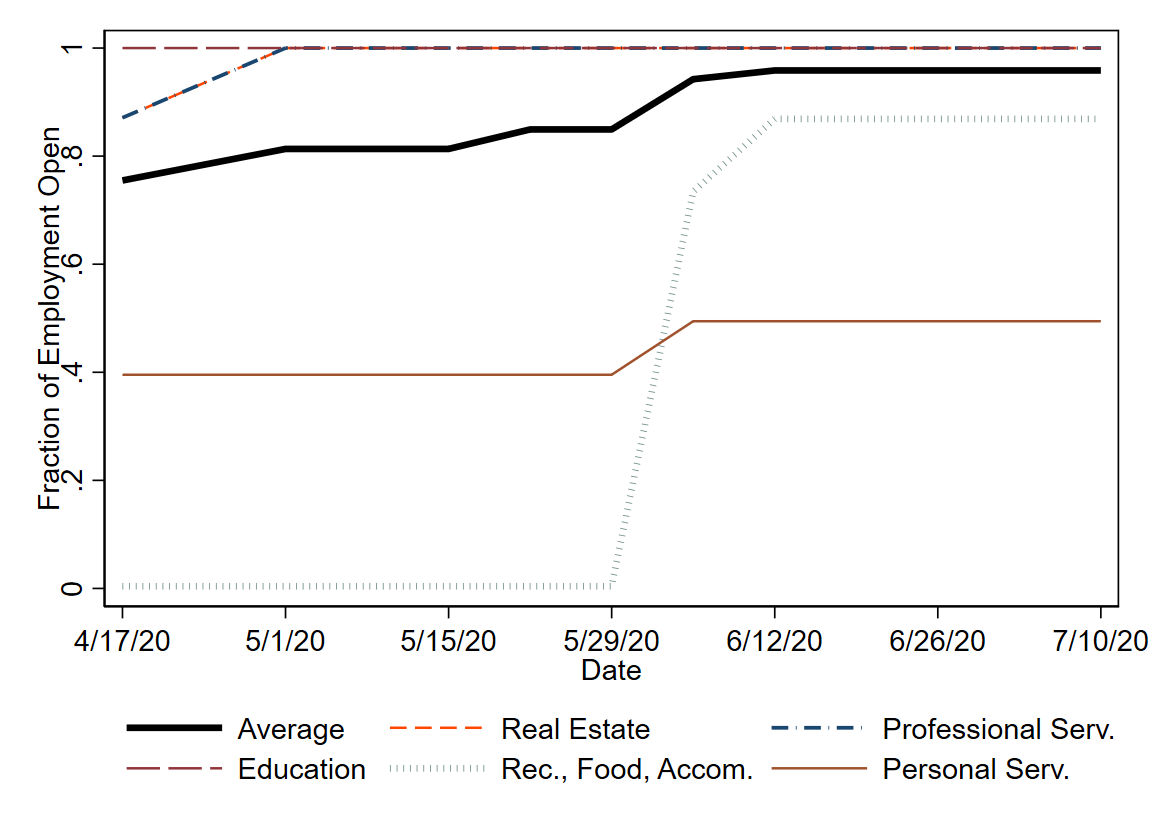 Fraction of Employment Open
1
.8
.6
.4
.2
0
4/17/20 5/1/20 5/15/20 5/29/20 6/12/20 6/26/20 7/10/20
Date
Average Real Estate Professional Serv.
Education Rec., Food, Accom. Personal Serv.